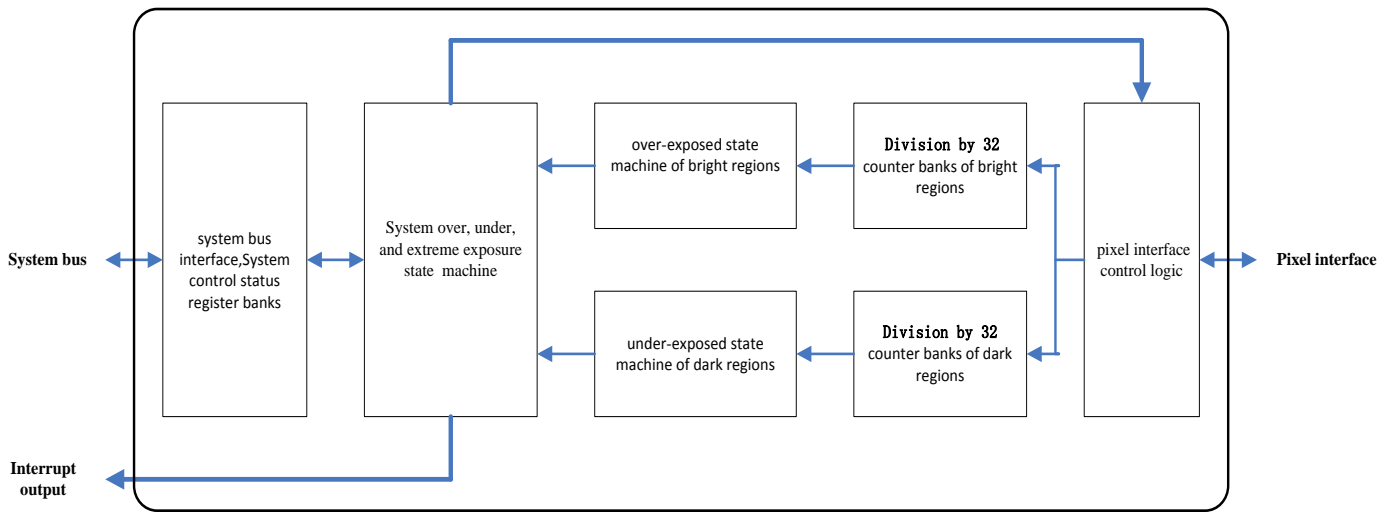 System bus
Interrupt
output
system bus
interface,System
control status
register banks
System over, under,
and extreme exposure
state machine
over-exposed state
machine of bright regions
under-exposed state
machine of dark regions
Division by 32
counter banks of bright
regions
Division by 32
counter banks of dark
regions
pixel interface
control logic
Pixel interface